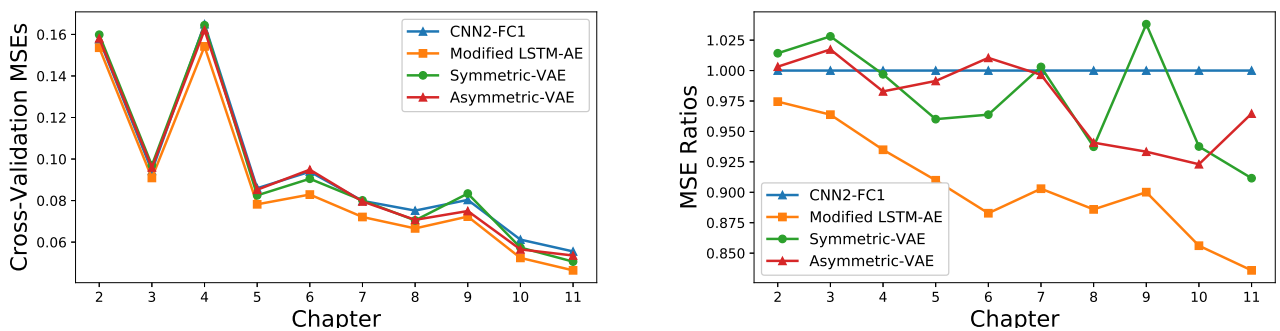 Cross-Validation MSEs
0.16
0.14
0.12
0.10
0.08
0.06
CNN2-FC1
Modified LSTM-AE
Symmetric-VAE
Asymmetric-VAE
2 3 4 5 6 7 8 9 10 11
Chapter
MSE Ratios
1.025
1.000
0.975
0.950
0.925
0.900
0.875
0.850
CNN2-FC1
Modified LSTM-AE
Symmetric-VAE
Asymmetric-VAE
2 3 4 5 6 7 8 9 10 11
Chapter